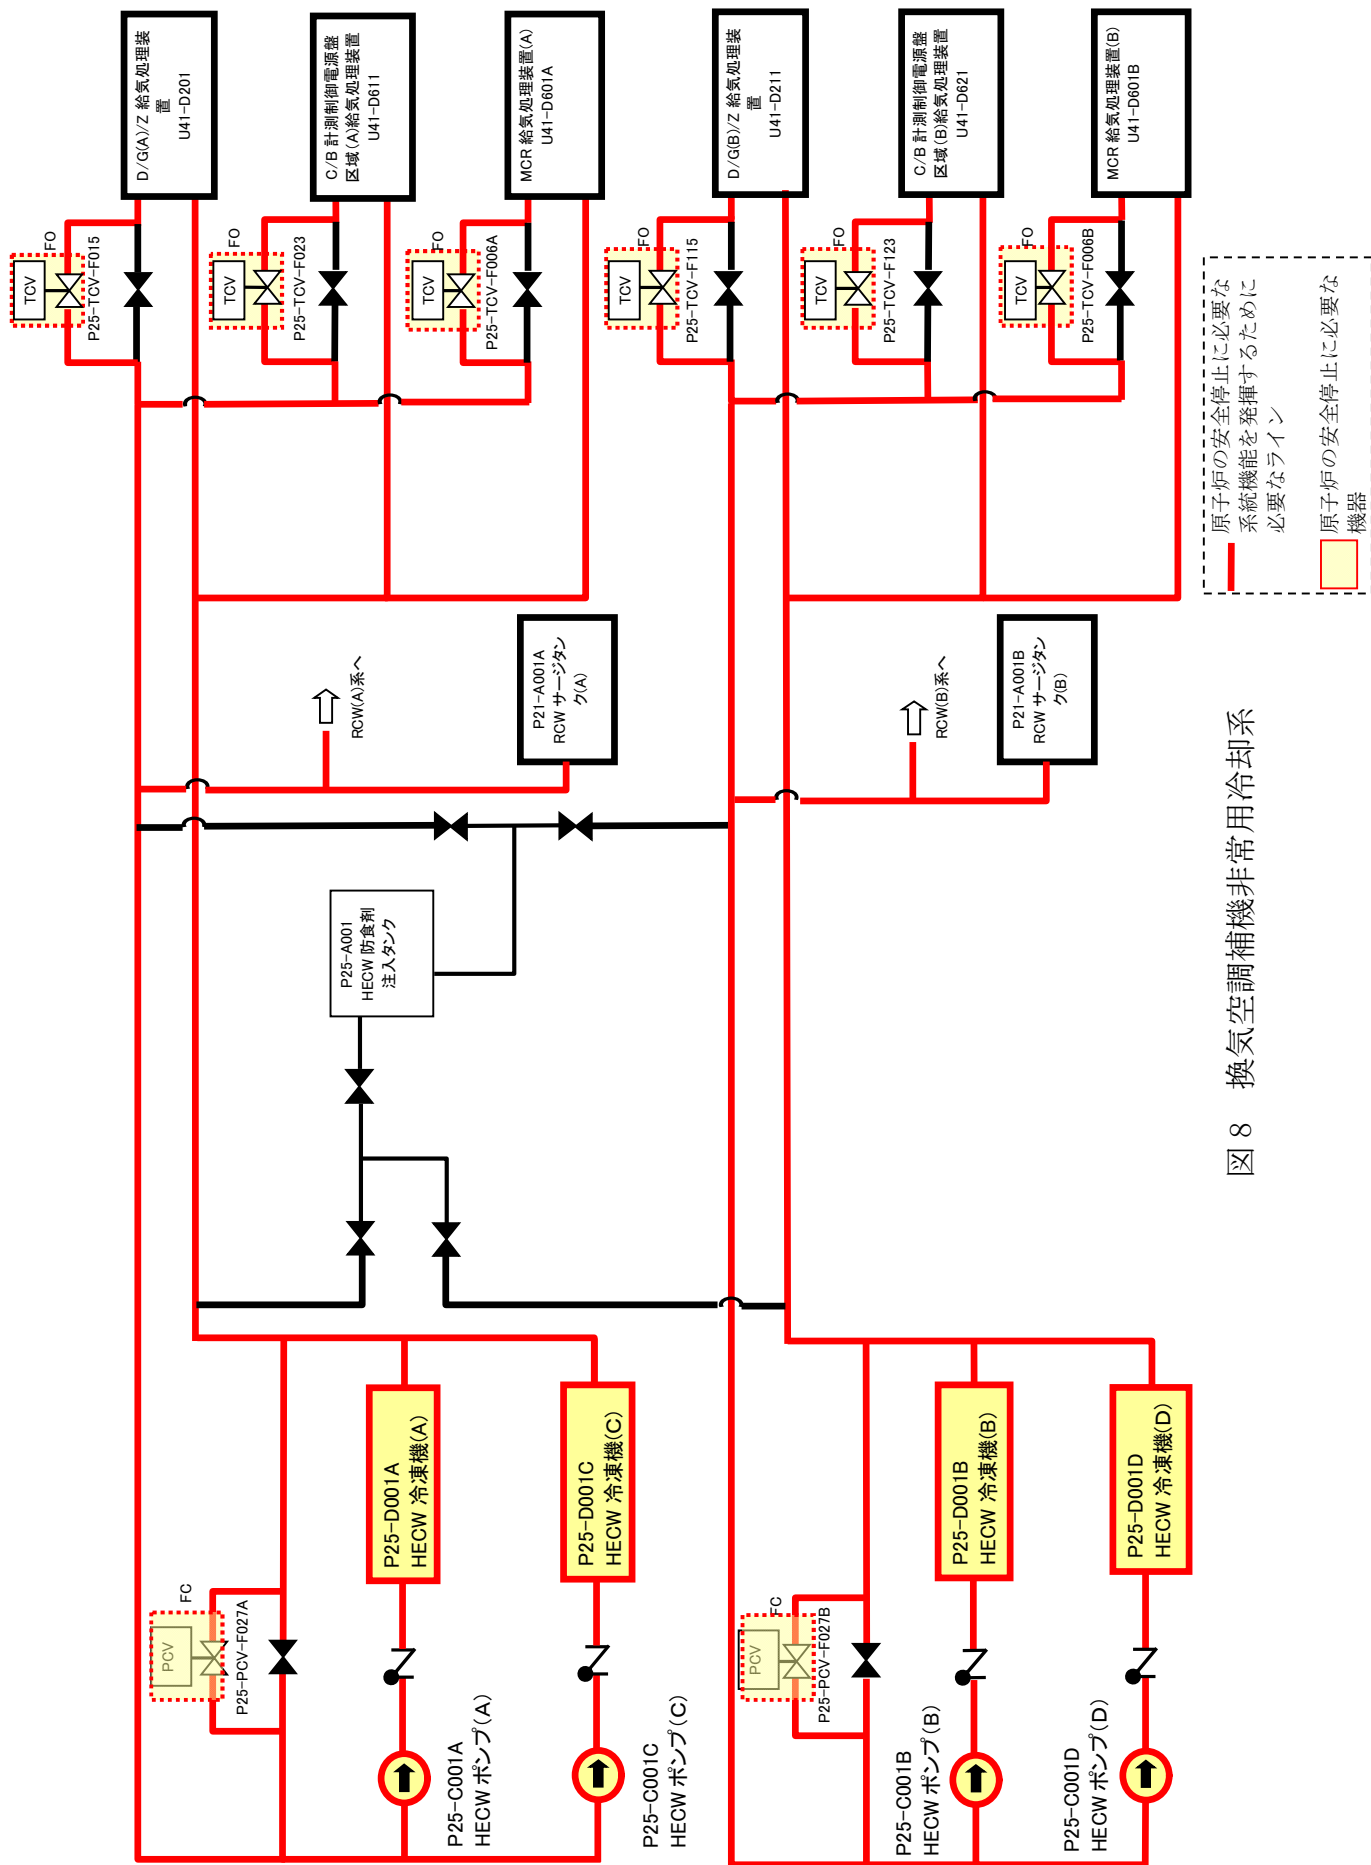 D/G(A)/Z 給気処理装
置
U41-D201
C/B 計測制御電源盤
区域(A)給気処理装置
U41-D611
MCR 給気処理装置(A)
U41-D601A
D/G(B)/Z 給気処理装
置
U41-D211
C/B 計測制御電源盤
区域(B)給気処理装置
U41-D621
MCR 給気処理装置(B)
U41-D601B
TCV
FO
P25-TCV-F015
TCV
FO
P25-TCV-F023
TCV
FO
P25-TCV-F006A
TCV
FO
P25-TCV-F115
TCV
FO
P25-TCV-F123
TCV
FO
P25-TCV-F006B
RCW(A)系へ
P21-A001A
RCW サージタン
ク(A)
RCW(B)系へ
P21-A001B
RCW サージタン
ク(B)
P25-A001
HECW 防食剤
注入タンク
PCV
FC
P25-PCV-F027A
P25-D001A
HECW 冷凍機(A)
P25-D001C
HECW 冷凍機(C)
PCV
FC
P25-PCV-F027B
P25-D001B
HECW 冷凍機(B)
P25-D001D
HECW 冷凍機(D)
P25-C001A
HECW ポンプ(A)
P25-C001C
HECW ポンプ(C)
P25-C001B
HECW ポンプ(B)
P25-C001D
HECW ポンプ(D)
原子炉の安全停止に必要な
系統機能を発揮するために
必要なライン
原子炉の安全停止に必要な
機器
図 8 換気空調補機非常用冷却系